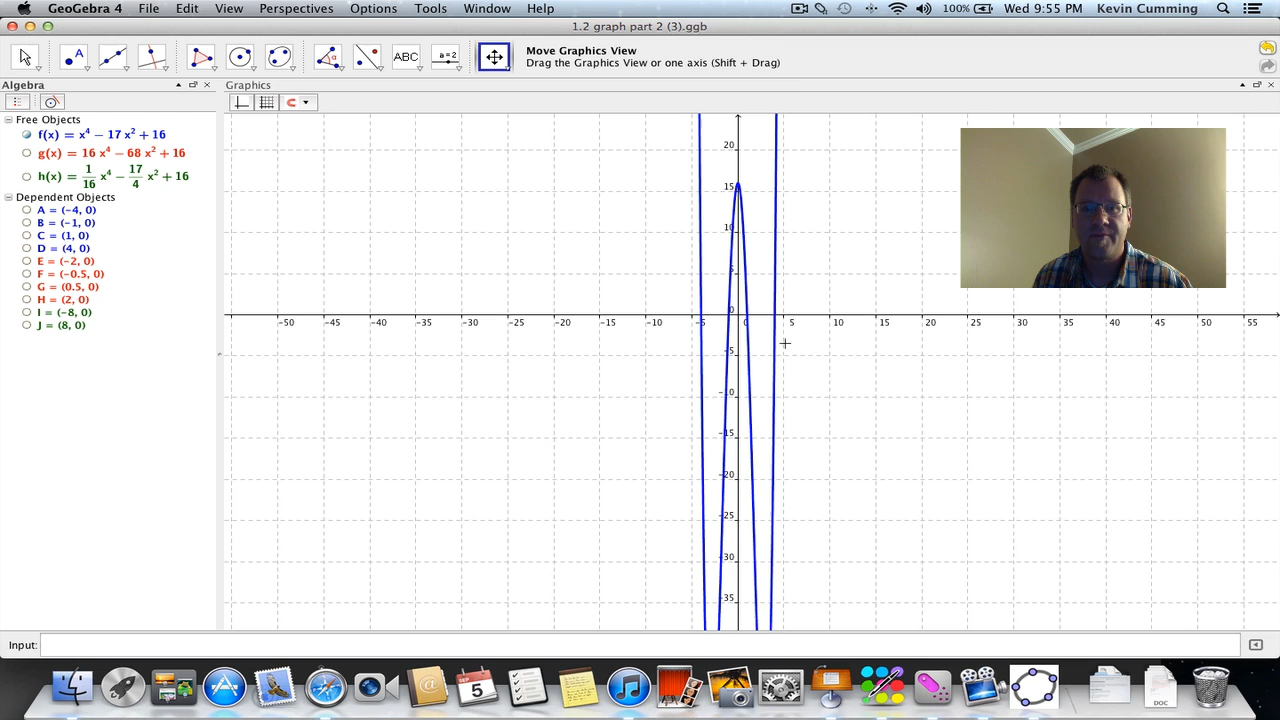 GeoGebra 4 File Edit View Perspectives Options Tools Window Help 100% Wed 9:55 PM Kevin Cumming
1.2 graph part 2 (3).ggb
A ABC a=2 Move Graphics View
Drag the Graphics View or one axis (Shift + Drag)
Algebra Graphics
Free Objects
f(x) = x⁴ − 17 x² + 16
g(x) = 16 x⁴ − 68 x² + 16
h(x) = 1/16 x⁴ − 17/4 x² + 16
Dependent Objects
A = (−4, 0)
B = (−1, 0)
C = (1, 0)
D = (4, 0)
E = (−2, 0)
F = (−0.5, 0)
G = (0.5, 0)
H = (2, 0)
I = (−8, 0)
J = (8, 0)
20
15
10
5
0
-50 -45 -40 -35 -30 -25 -20 -15 -10 -5 0 5 10 15 20 25 30 35 40 45 50 55
-5
-10
-15
-20
-25
-30
-35
Input:
SEP
5
DOC